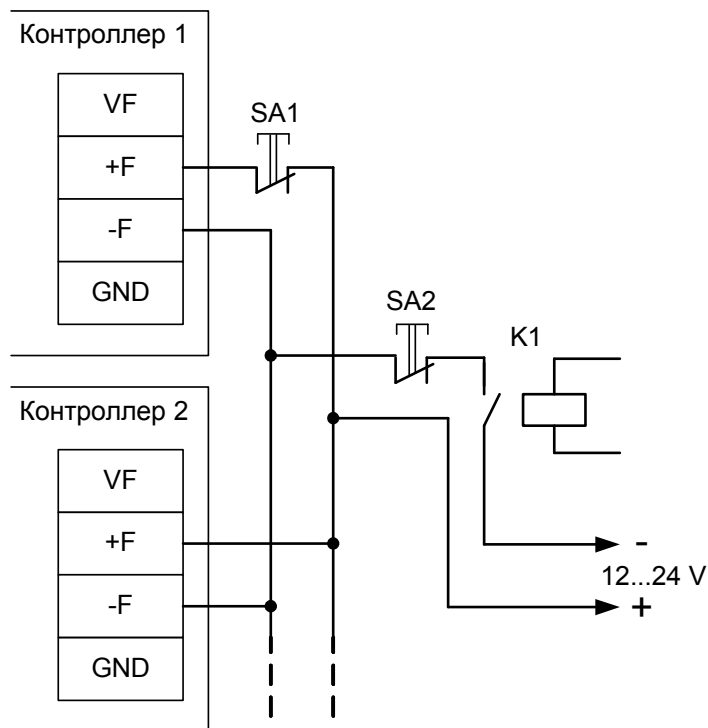 Контроллер 1
VF
+F
-F
GND
SA1
SA2
K1
Контроллер 2
VF
+F
-F
GND
-
12...24 V
+